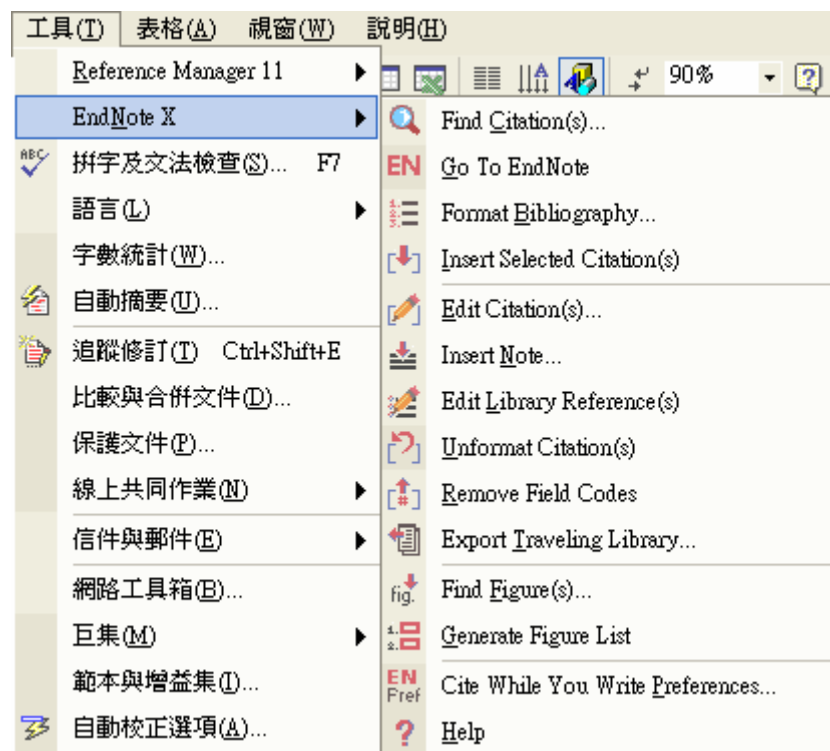 工具(T) 表格(A) 視窗(W) 說明(H)
90%
Reference Manager 11
EndNote X
ABC 拼字及文法檢查(S)... F7
語言(L)
字數統計(W)...
自動摘要(U)...
追蹤修訂(T) Ctrl+Shift+E
比較與合併文件(D)...
保護文件(P)...
線上共同作業(N)
信件與郵件(E)
網路工具箱(B)...
巨集(M)
範本與增益集(I)...
自動校正選項(A)...
Find Citation(s)...
EN Go To EndNote
Format Bibliography...
Insert Selected Citation(s)
Edit Citation(s)...
Insert Note...
Edit Library Reference(s)
Unformat Citation(s)
Remove Field Codes
Export Traveling Library...
fig. Find Figure(s)...
Generate Figure List
EN Pref Cite While You Write Preferences...
? Help